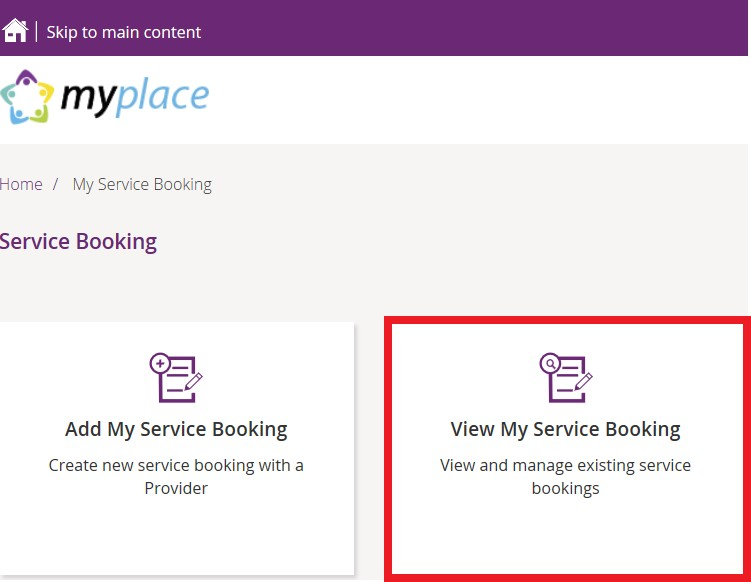 Skip to main content
myplace
Home / My Service Booking
Service Booking
Add My Service Booking
Create new service booking with a
Provider
View My Service Booking
View and manage existing service
bookings